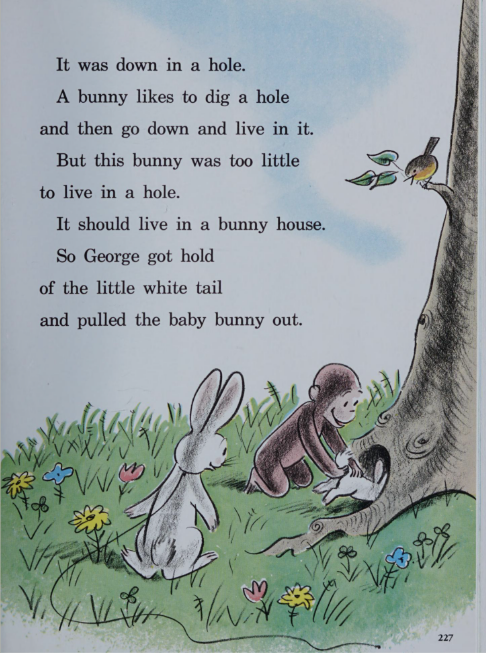 It was down in a hole.
A bunny likes to dig a hole
and then go down and live in it.
But this bunny was too little
to live in a hole.
It should live in a bunny house.
So George got hold
of the little white tail
and pulled the baby bunny out.
227